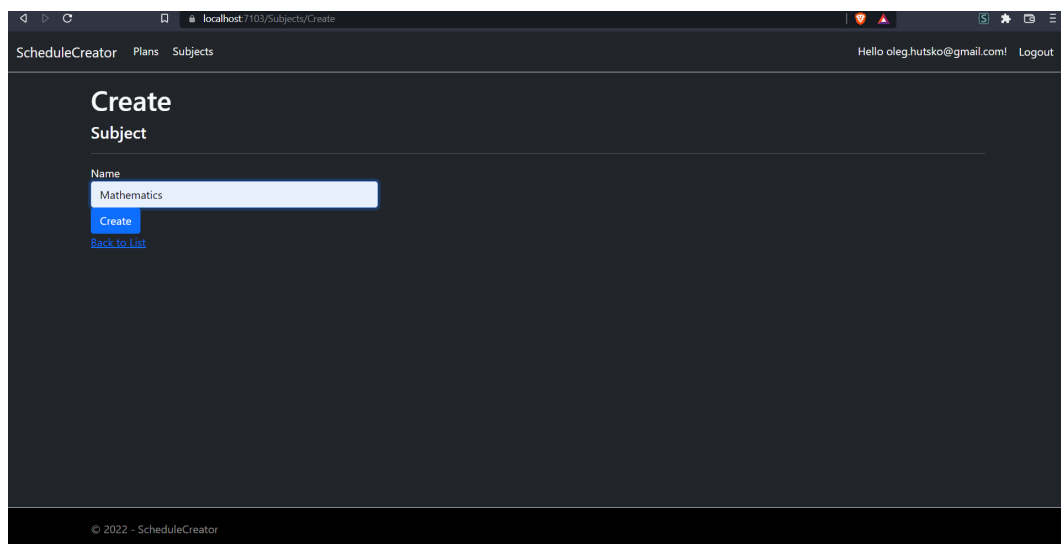 localhost:7103/Subjects/Create
ScheduleCreator Plans Subjects Hello oleg.hutsko@gmail.com! Logout
Create
Subject
Name
Mathematics
Create
Back to List
© 2022 - ScheduleCreator